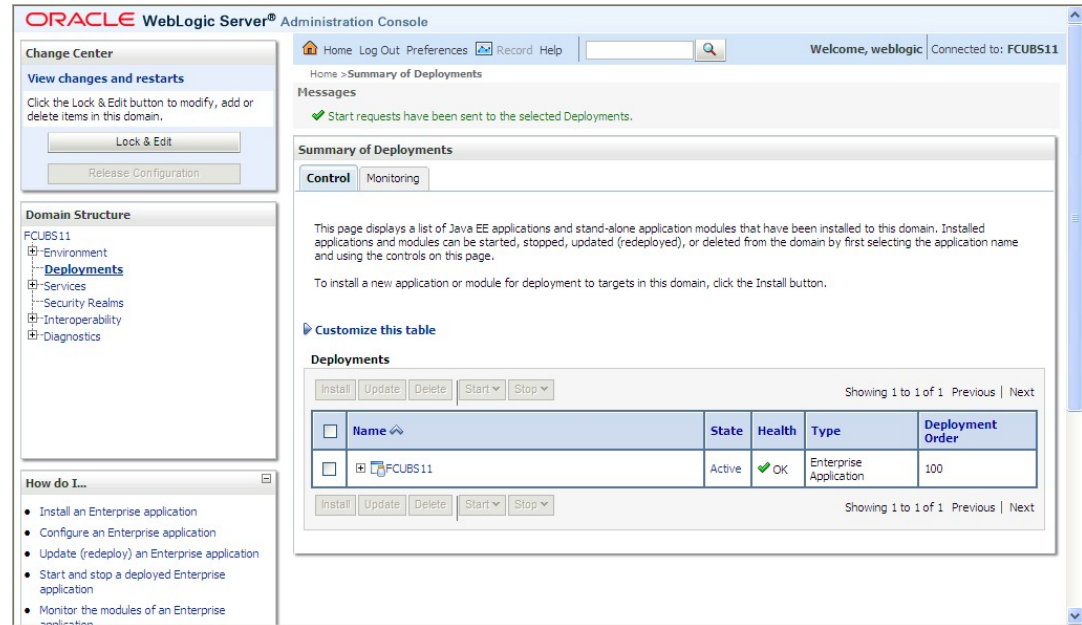 ORACLE WebLogic Server® Administration Console
Change Center
View changes and restarts
Click the Lock & Edit button to modify, add or
delete items in this domain.
Lock & Edit
Release Configuration
Domain Structure
FCUBS11
Environment
Deployments
Services
Security Realms
Interoperability
Diagnostics
How do I...
Install an Enterprise application
Configure an Enterprise application
Update (redeploy) an Enterprise application
Start and stop a deployed Enterprise
application
Monitor the modules of an Enterprise
application
Home Log Out Preferences Record Help
Welcome, weblogic Connected to: FCUBS11
Home >Summary of Deployments
Messages
Start requests have been sent to the selected Deployments.
Summary of Deployments
Control Monitoring
This page displays a list of Java EE applications and stand-alone application modules that have been installed to this domain. Installed
applications and modules can be started, stopped, updated (redeployed), or deleted from the domain by first selecting the application name
and using the controls on this page.
To install a new application or module for deployment to targets in this domain, click the Install button.
Customize this table
Deployments
Install Update Delete Start Stop Showing 1 to 1 of 1 Previous | Next
Name State Health Type Deployment
Order
FCUBS11 Active OK Enterprise
Application 100
Install Update Delete Start Stop Showing 1 to 1 of 1 Previous | Next